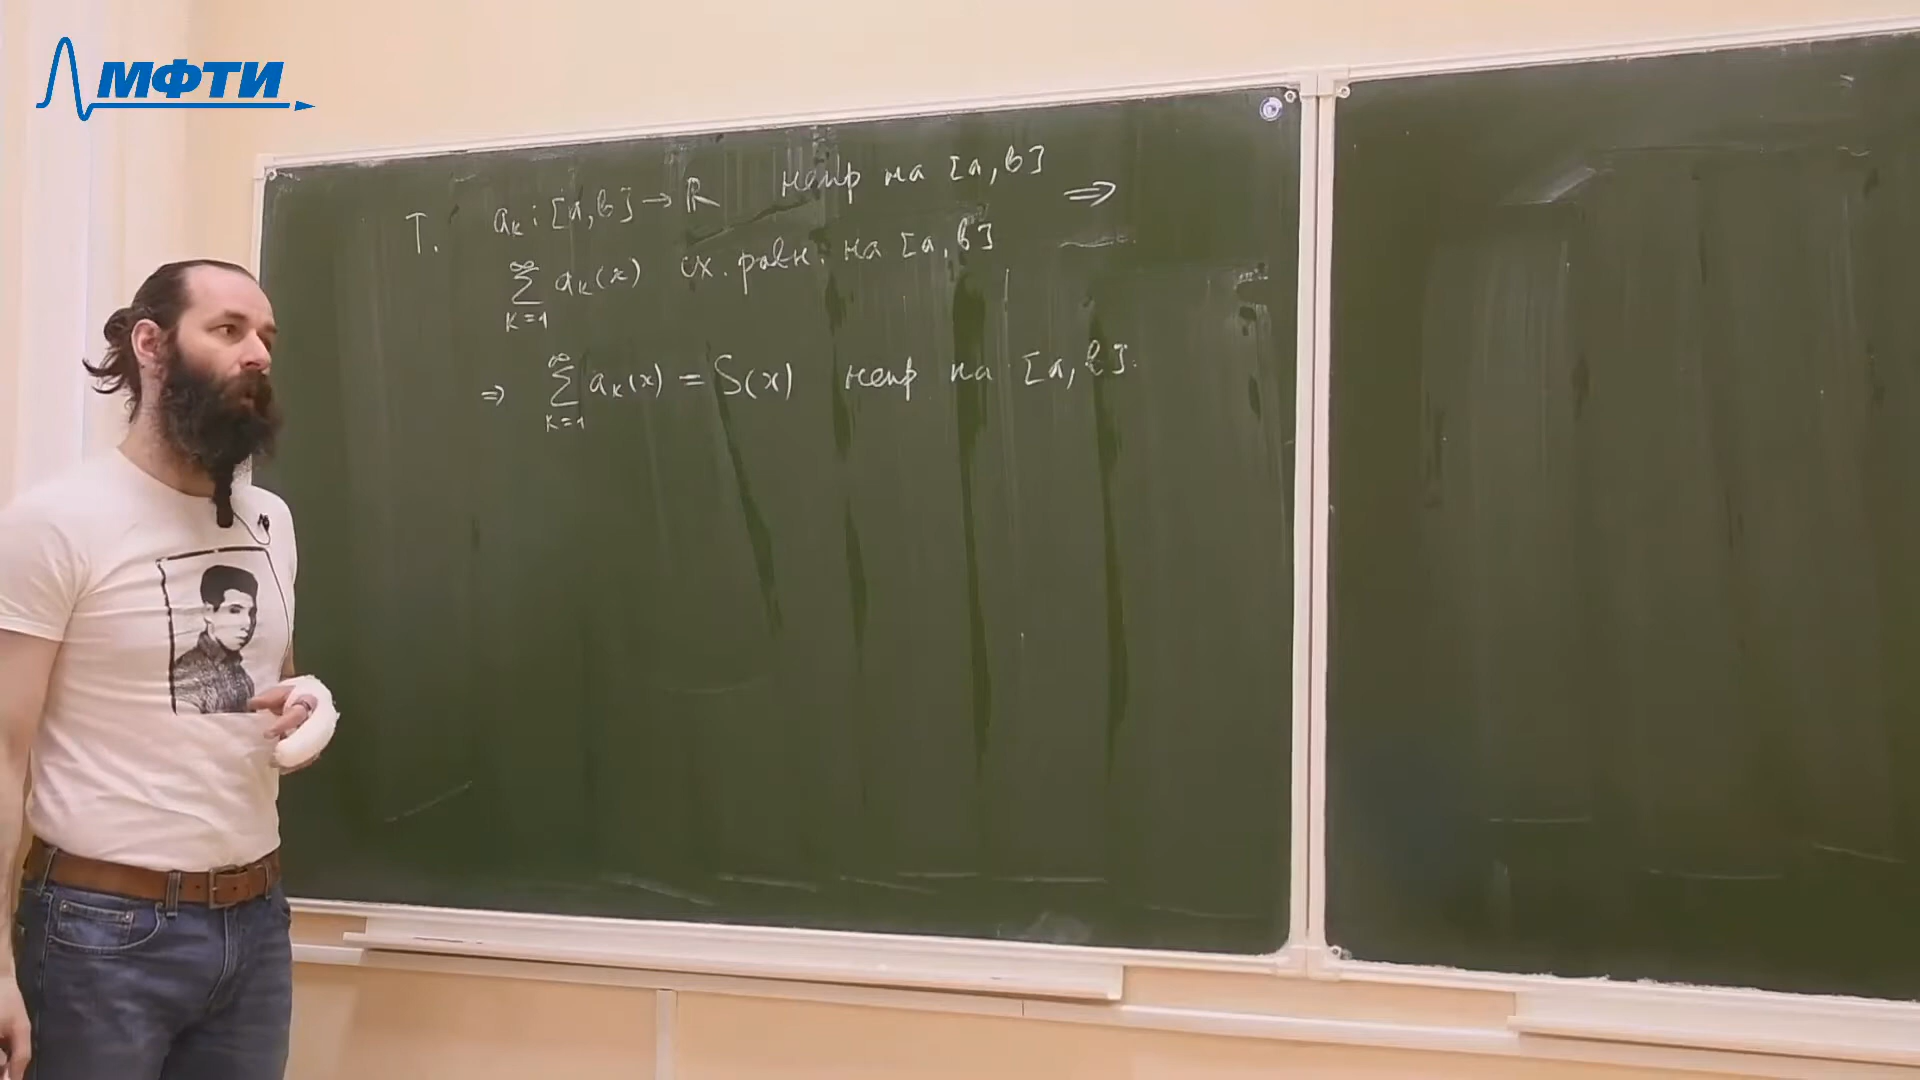 МФТИ
T. aₖ : [a,b] → ℝ непр на [a,b] ⇒
∑_{k=1}^{∞} aₖ(x) сх. равн. на [a,b]
⇒ ∑_{k=1}^{∞} aₖ(x) = S(x) непр на [a,b].